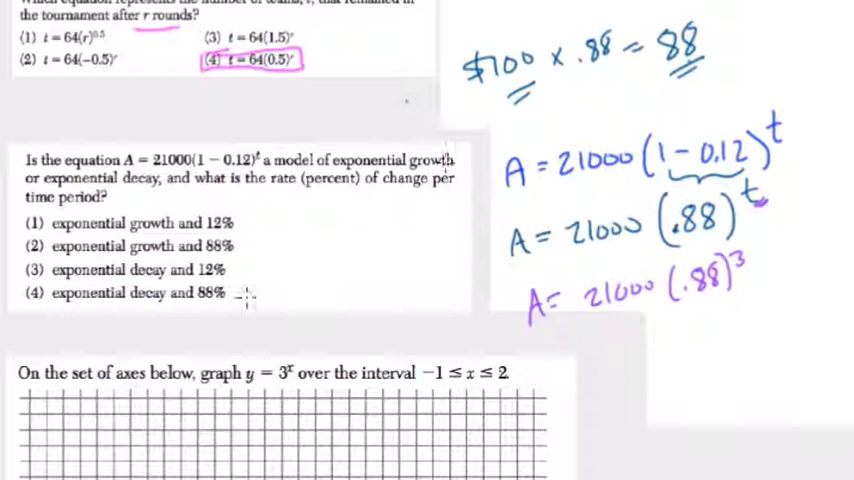 the tournament after r rounds?
(1) t = 64(r)^0.5
(3) t = 64(1.5)^r
(2) t = 64(−0.5)^r
(4) t = 64(0.5)^r
$100 x .88 = 88
Is the equation A = 21000(1 − 0.12)^t a model of exponential growth
or exponential decay, and what is the rate (percent) of change per
time period?
(1) exponential growth and 12%
(2) exponential growth and 88%
(3) exponential decay and 12%
(4) exponential decay and 88%
A = 21000 (1 - 0.12)^t
A = 21000 (.88)^t
A = 21000 (.88)^3
On the set of axes below, graph y = 3^x over the interval −1 ≤ x ≤ 2